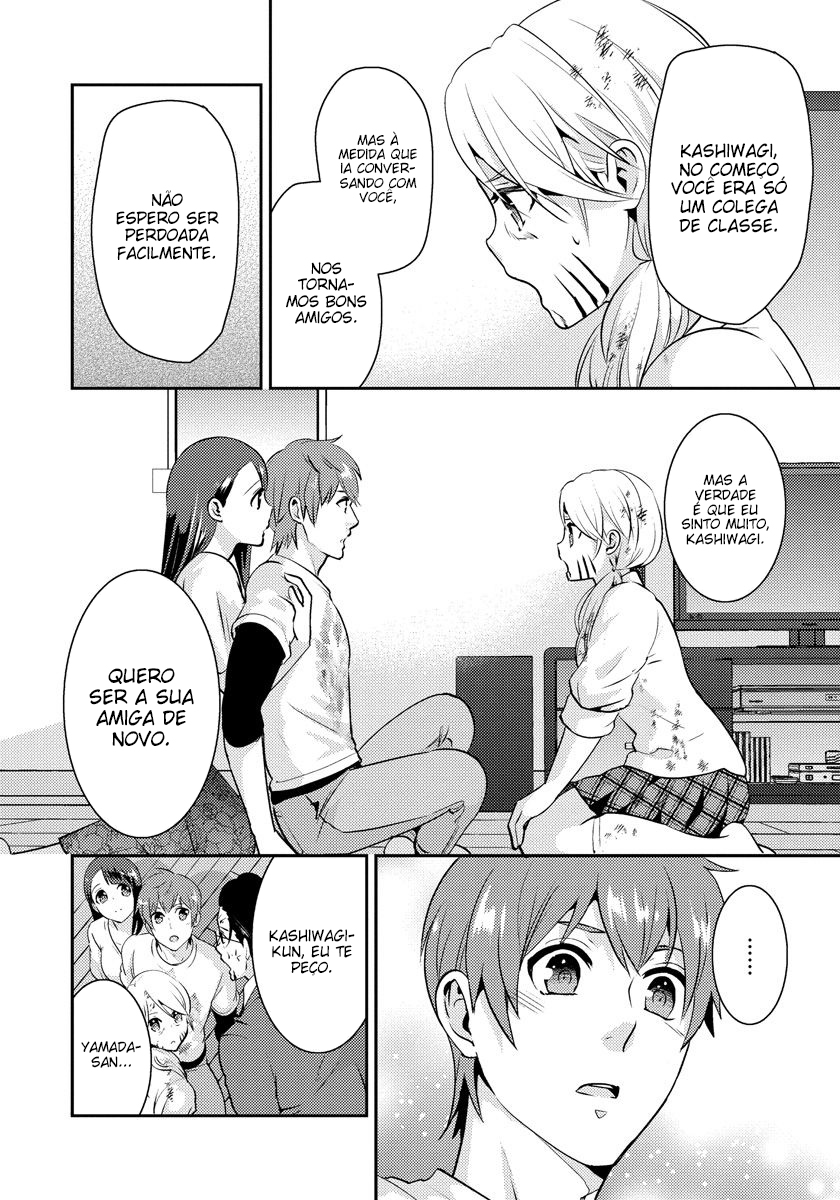 KASHIWAGI,
NO COMEÇO
VOCÊ ERA SÓ
UM COLEGA
DE CLASSE.
MAS À
MEDIDA QUE
IA CONVER-
SANDO COM
VOCÊ,
NOS
TORNA-
MOS BONS
AMIGOS.
NÃO
ESPERO SER
PERDOADA
FACILMENTE.
MAS A
VERDADE
É QUE EU
SINTO MUITO,
KASHIWAGI.
QUERO
SER A SUA
AMIGA DE
NOVO.
KASHIWAGI-
KUN, EU TE
PEÇO.
YAMADA-
SAN...
......